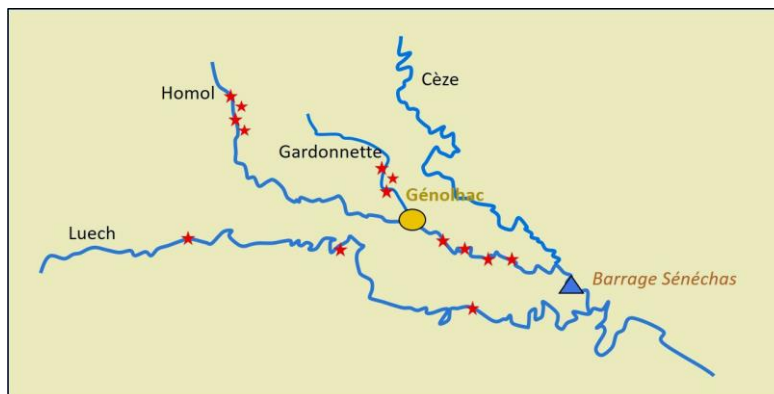 Cèze
Homol
Gardonnette
Génolhac
Luech
Barrage Sénéchas